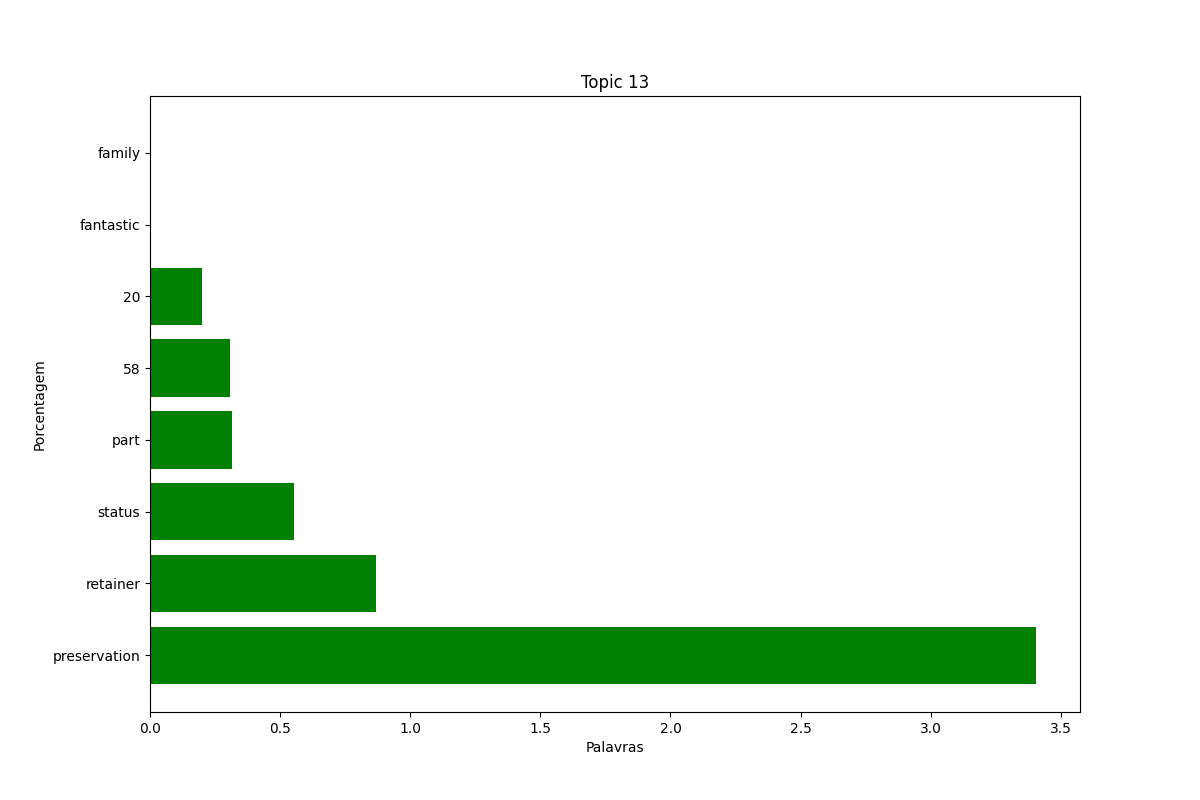 Topic 13
family
fantastic
20
58
part
status
retainer
preservation
Porcentagem
0.0 0.5 1.0 1.5 2.0 2.5 3.0 3.5
Palavras